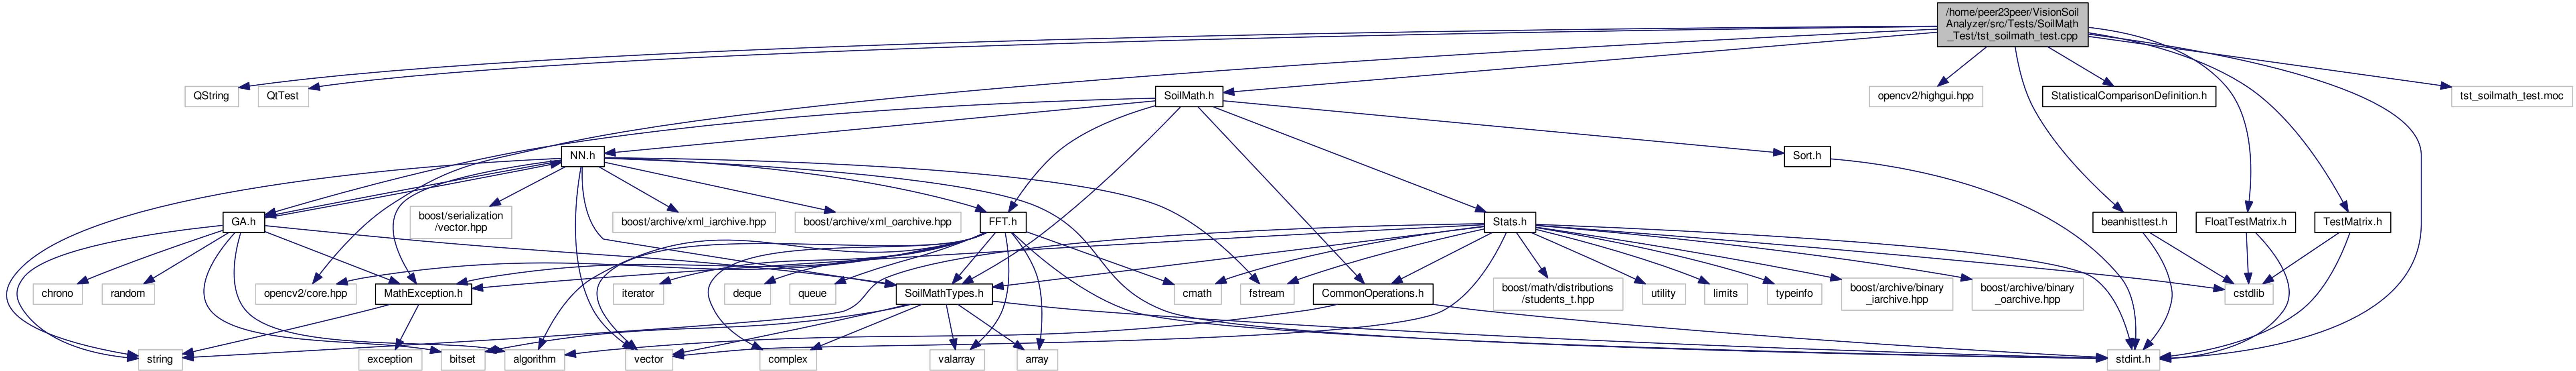 /home/peer23peer/VisionSoil
Analyzer/src/Tests/SoilMath
_Test/tst_soilmath_test.cpp
QString
QtTest
SoilMath.h
opencv2/highgui.hpp
StatisticalComparisonDefinition.h
tst_soilmath_test.moc
NN.h
Sort.h
GA.h
boost/serialization
/vector.hpp
boost/archive/xml_iarchive.hpp
boost/archive/xml_oarchive.hpp
FFT.h
Stats.h
beanhisttest.h
FloatTestMatrix.h
TestMatrix.h
chrono
random
opencv2/core.hpp
MathException.h
iterator
deque
queue
SoilMathTypes.h
cmath
fstream
CommonOperations.h
boost/math/distributions
/students_t.hpp
utility
limits
typeinfo
boost/archive/binary
_iarchive.hpp
boost/archive/binary
_oarchive.hpp
cstdlib
string
exception
bitset
algorithm
vector
complex
valarray
array
stdint.h